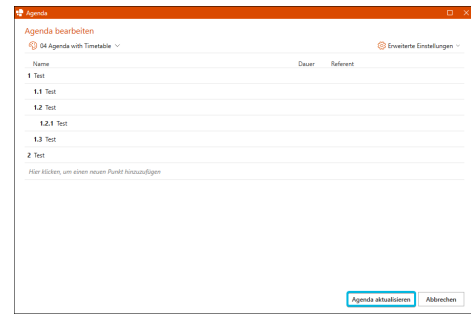 Agenda
Agenda bearbeiten
04 Agenda with Timetable
Erweiterte Einstellungen
Name Dauer Referent
1 Test
1.1 Test
1.2 Test
1.2.1 Test
1.3 Test
2 Test
Hier klicken, um einen neuen Punkt hinzuzufügen
Agenda aktualisieren Abbrechen